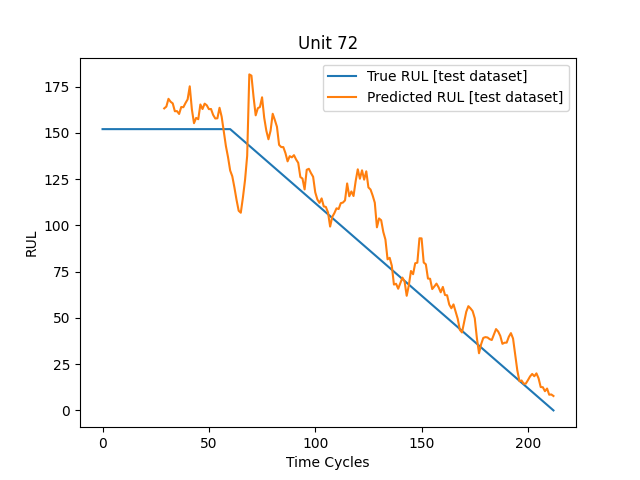 Unit 72
True RUL [test dataset]
Predicted RUL [test dataset]
RUL
175
150
125
100
75
50
25
0
0 50 100 150 200
Time Cycles